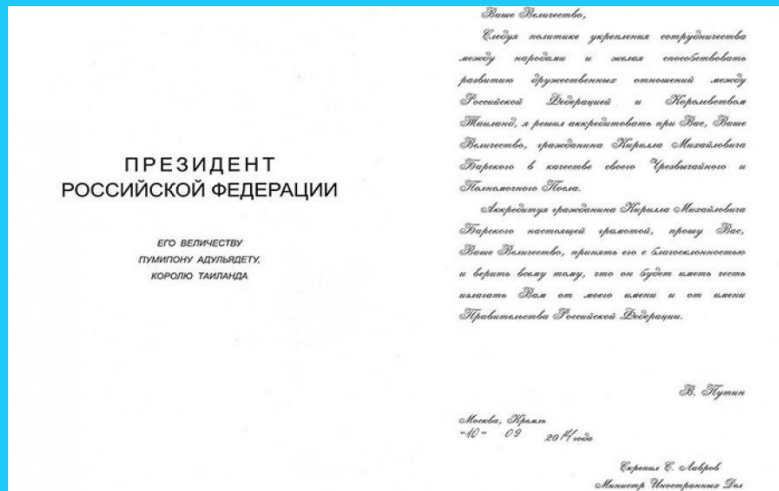 ПРЕЗИДЕНТ
РОССИЙСКОЙ ФЕДЕРАЦИИ
ЕГО ВЕЛИЧЕСТВУ
ПУМИПОНУ АДУЛЬЯДЕТУ,
КОРОЛЮ ТАИЛАНДА
Ваше Величество,
Следуя политике укрепления сотрудничества
между народами и желая способствовать
развитию дружественных отношений между
Российской Федерацией и Королевством
Таиланд, я решил аккредитовать при Вас, Ваше
Величество, гражданина Кирилла Михайловича
Барского в качестве своего Чрезвычайного и
Полномочного Посла.
Аккредитуя гражданина Кирилла Михайловича
Барского настоящей грамотой, прошу Вас,
Ваше Величество, принять его с благосклонностью
и верить всему тому, что он будет иметь честь
излагать Вам от моего имени и от имени
Правительства Российской Федерации.
В. Путин
Москва, Кремль
"10" 09 2014 года
Скрепил С. Лавров
Министр Иностранных Дел